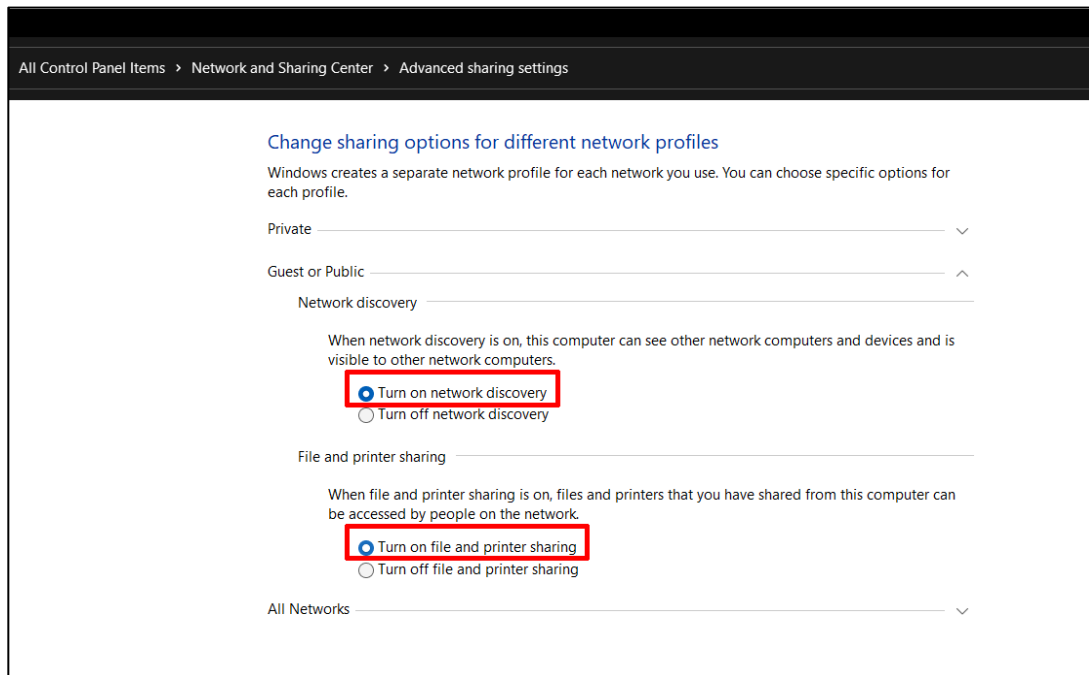 All Control Panel Items > Network and Sharing Center > Advanced sharing settings
Change sharing options for different network profiles
Windows creates a separate network profile for each network you use. You can choose specific options for
each profile.
Private
Guest or Public
Network discovery
When network discovery is on, this computer can see other network computers and devices and is
visible to other network computers.
Turn on network discovery
Turn off network discovery
File and printer sharing
When file and printer sharing is on, files and printers that you have shared from this computer can
be accessed by people on the network.
Turn on file and printer sharing
Turn off file and printer sharing
All Networks